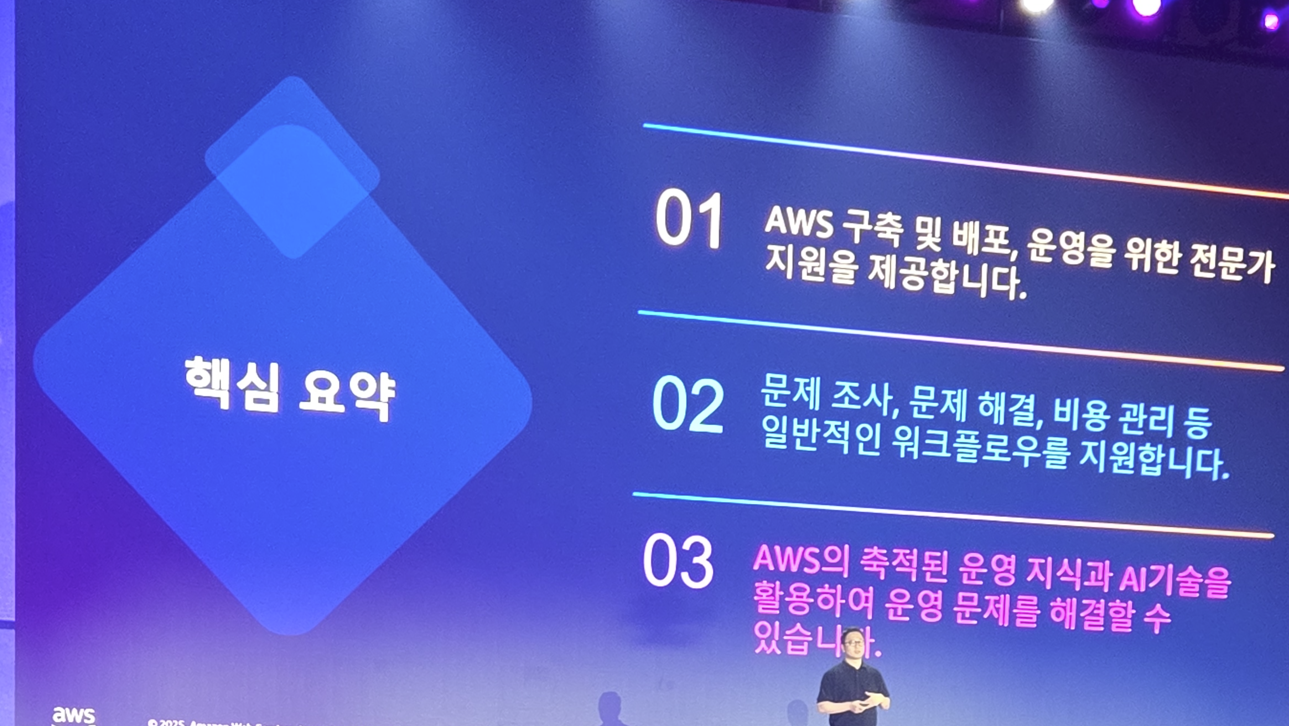 핵심 요약
01
AWS 구축 및 배포, 운영을 위한 전문가
지원을 제공합니다.
02
문제 조사, 문제 해결, 비용 관리 등
일반적인 워크플로우를 지원합니다.
03
AWS의 축적된 운영 지식과 AI기술을
활용하여 운영 문제를 해결할 수
있습니다.
aws
© 2025, Amazon Web